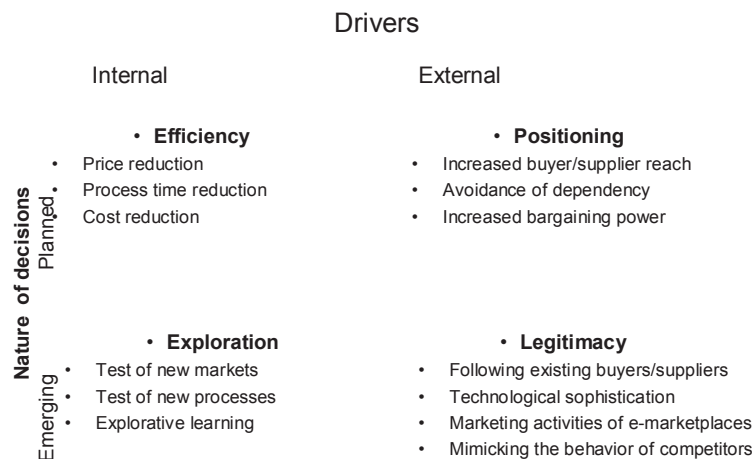 Drivers
Internal
External
Nature of decisions
Planned
• Efficiency
• Price reduction
• Process time reduction
• Cost reduction
• Positioning
• Increased buyer/supplier reach
• Avoidance of dependency
• Increased bargaining power
Emerging
• Exploration
• Test of new markets
• Test of new processes
• Explorative learning
• Legitimacy
• Following existing buyers/suppliers
• Technological sophistication
• Marketing activities of e-marketplaces
• Mimicking the behavior of competitors